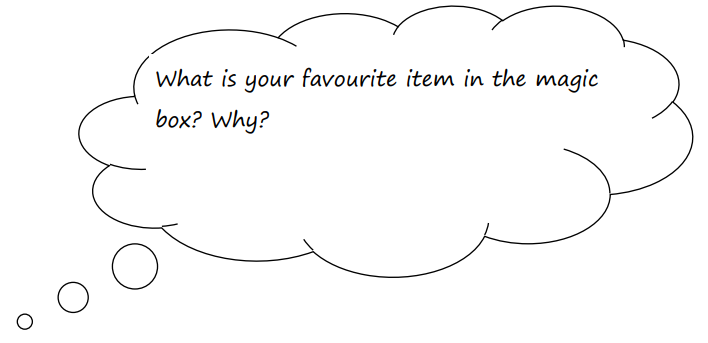 What is your favourite item in the magic
box? Why?